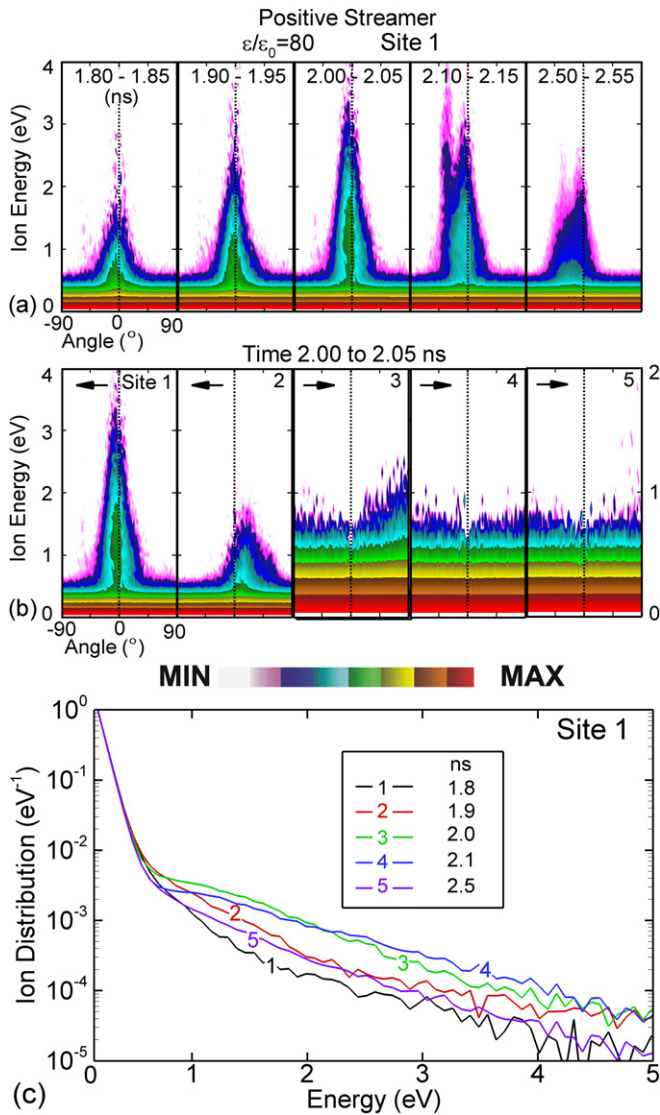 Positive Streamer
ε/ε₀=80 Site 1
1.80 - 1.85 1.90 - 1.95 2.00 - 2.05 2.10 - 2.15 2.50 - 2.55
(ns)
Ion Energy (eV)
4
3
2
1
0
(a)
-90 0 90
Angle (°)
Time 2.00 to 2.05 ns
Site 1 2 3 4 5
Ion Energy (eV)
4
3
2
1
0
2
1
0
(b)
-90 0 90
Angle (°)
MIN MAX
Site 1
Ion Distribution (eV⁻¹)
10⁰
10⁻¹
10⁻²
10⁻³
10⁻⁴
10⁻⁵
ns
1 1.8
2 1.9
3 2.0
4 2.1
5 2.5
2
5
1
3
4
0 1 2 3 4 5
Energy (eV)
(c)